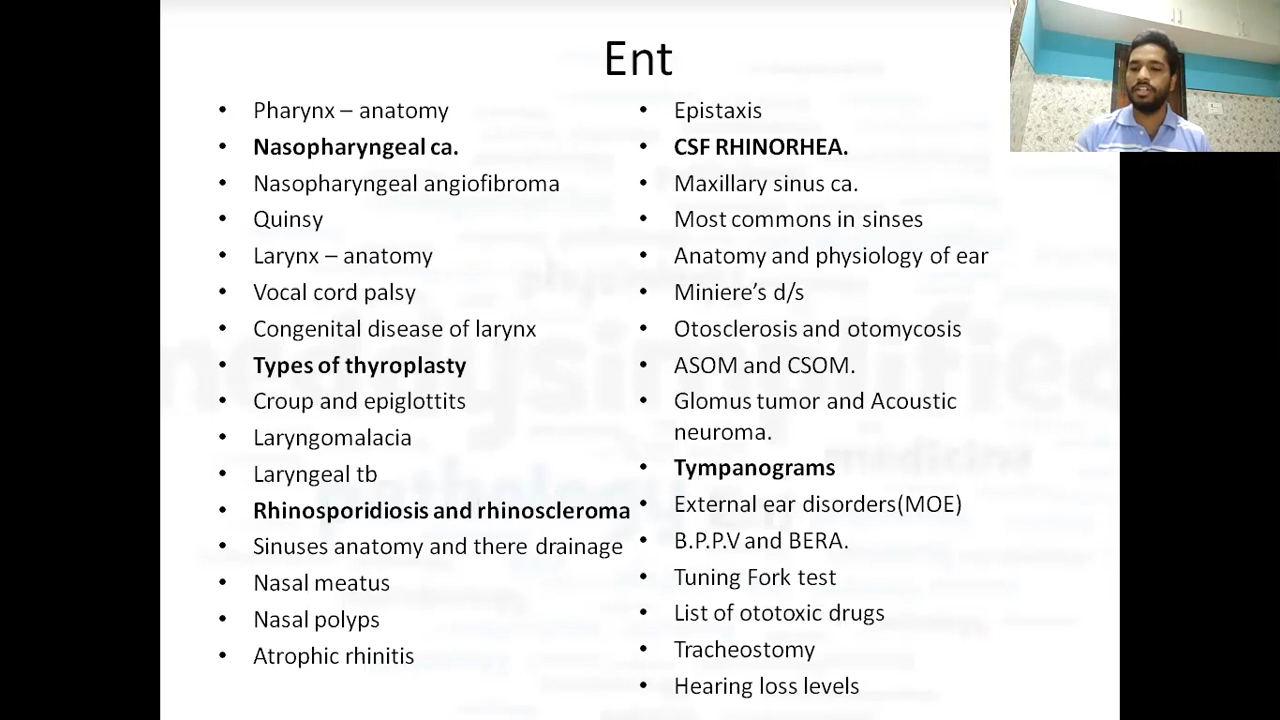 Ent
• Pharynx – anatomy
• Nasopharyngeal ca.
• Nasopharyngeal angiofibroma
• Quinsy
• Larynx – anatomy
• Vocal cord palsy
• Congenital disease of larynx
• Types of thyroplasty
• Croup and epiglottits
• Laryngomalacia
• Laryngeal tb
• Rhinosporidiosis and rhinoscleroma
• Sinuses anatomy and there drainage
• Nasal meatus
• Nasal polyps
• Atrophic rhinitis
• Epistaxis
• CSF RHINORHEA.
• Maxillary sinus ca.
• Most commons in sinses
• Anatomy and physiology of ear
• Miniere’s d/s
• Otosclerosis and otomycosis
• ASOM and CSOM.
• Glomus tumor and Acoustic
neuroma.
• Tympanograms
• External ear disorders(MOE)
• B.P.P.V and BERA.
• Tuning Fork test
• List of ototoxic drugs
• Tracheostomy
• Hearing loss levels
meddysimplified
pathology
medicine